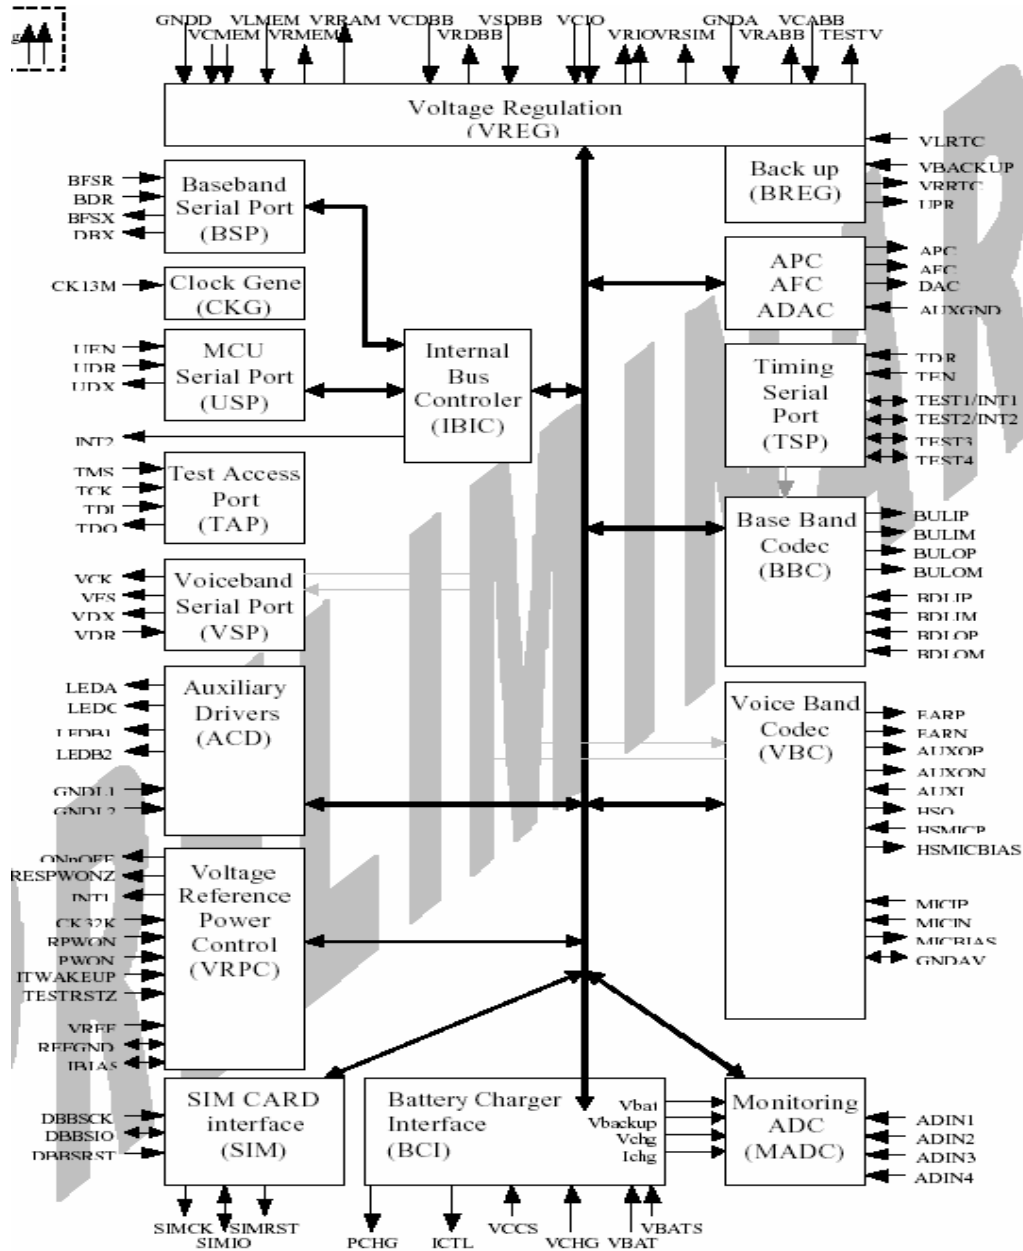 GNDD VLMEM VRRAM VCDBB VSDBB VCIO GNDA VCABB
VCMEM VRMEM VRDBB VRIO VRSIM VRABB TESTV
Voltage Regulation
(VREG)
VLRTC
VBACKUP
VRRTC
UPR
Back up
(BREG)
BFSR
BDR
BFSX
DBX
Baseband
Serial Port
(BSP)
APC
AFC
ADAC
APC
AFC
DAC
AUXGND
CK13M
Clock Gene
(CKG)
UEN
UDR
UDX
MCU
Serial Port
(USP)
Internal
Bus
Controler
(IBIC)
Timing
Serial
Port
(TSP)
TDR
TEN
TEST1/INT1
TEST2/INT2
TEST3
TEST4
INT2
TMS
TCK
TDI
TDO
Test Access
Port
(TAP)
Base Band
Codec
(BBC)
BULIP
BULIM
BULOP
BULOM
BDLIP
BDLIM
BDLOP
BDLOM
VCK
VFS
VDX
VDR
Voiceband
Serial Port
(VSP)
LEDA
LEDC
LEDB1
LEDB2
GNDL1
GNDL2
Auxiliary
Drivers
(ACD)
Voice Band
Codec
(VBC)
EARP
EARN
AUXOP
AUXON
AUXI
HSO
HSMICP
HSMICBIAS
MICIP
MICIN
MICBIAS
GNDAV
ONnOFF
RESPWONZ
INT1
CK32K
RPWON
PWON
ITWAKEUP
TESTRSTZ
VREF
REFGND
IBIAS
Voltage
Reference
Power
Control
(VRPC)
DBBSCK
DBBSIO
DBBSRST
SIM CARD
interface
(SIM)
Battery Charger
Interface
(BCI)
Vbat
Vbackup
Vchg
Ichg
Monitoring
ADC
(MADC)
ADIN1
ADIN2
ADIN3
ADIN4
SIMCK SIMRST VCCS VBATS
SIMIO PCHG ICTL VCHG VBAT
PRELIMINARY